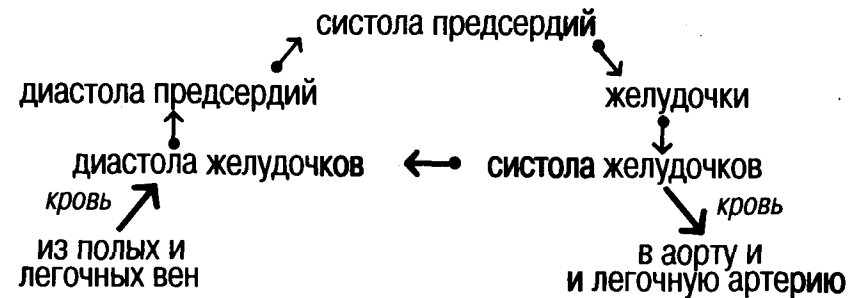 систола предсердий
диастола предсердий
желудочки
диастола желудочков
систола желудочков
кровь
кровь
из полых и
легочных вен
в аорту и
и легочную артерию